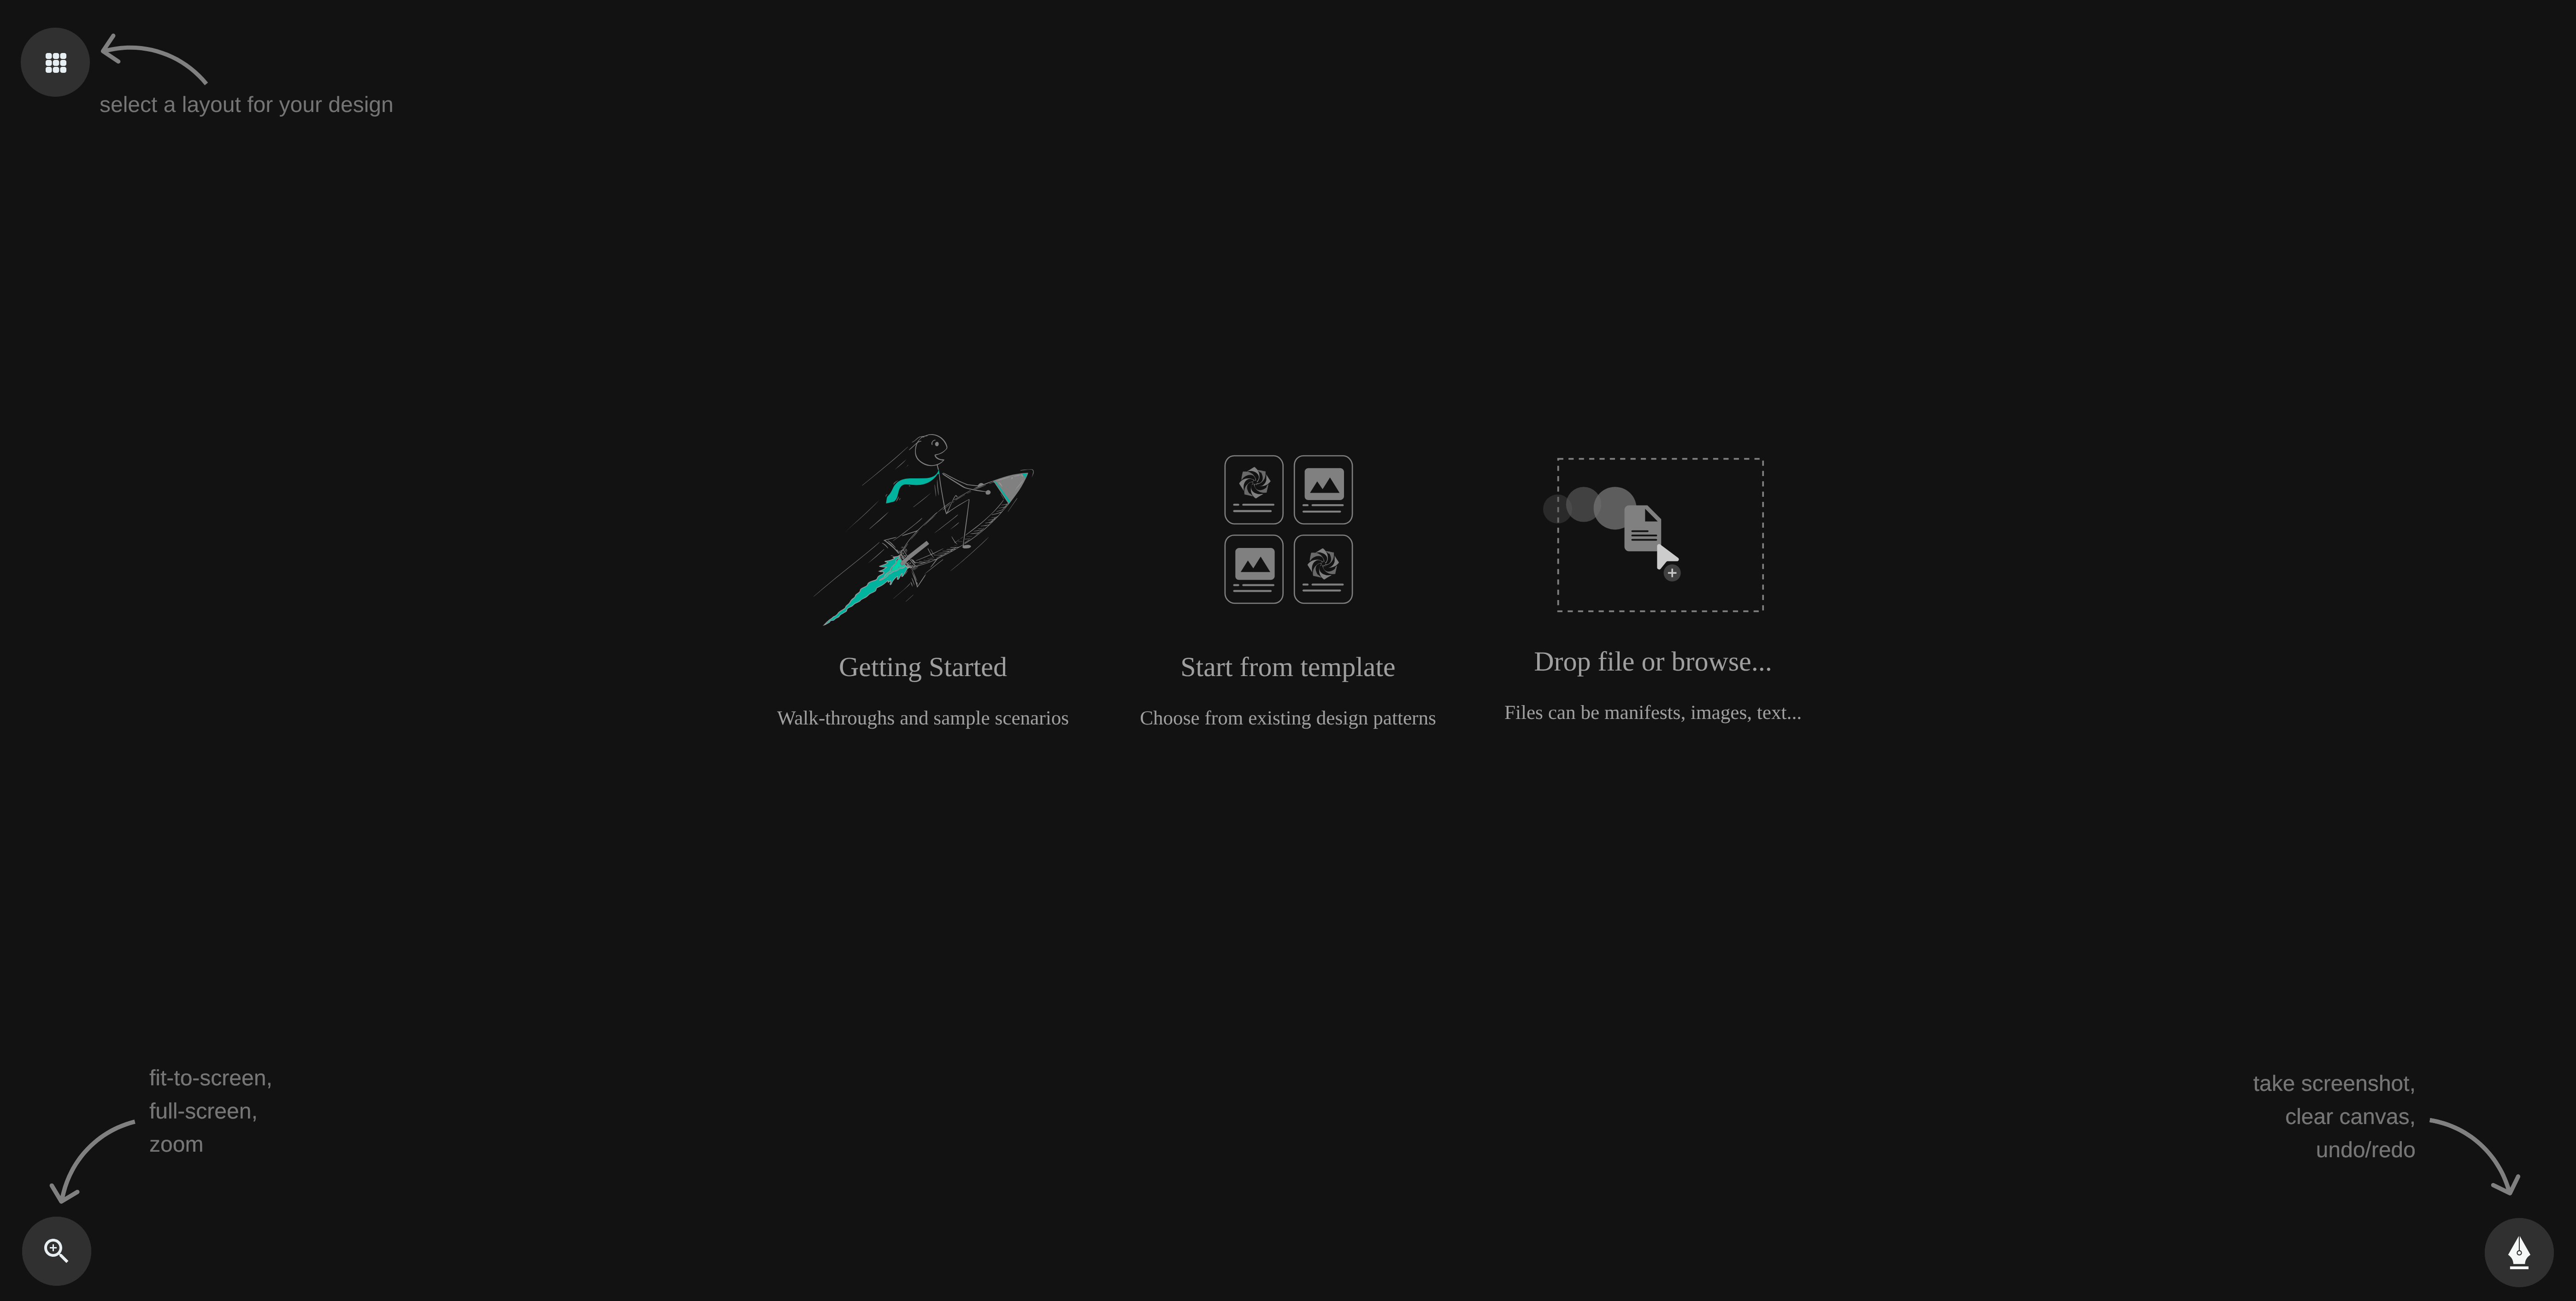 select a layout for your design
Getting Started
Walk-throughs and sample scenarios
Start from template
Choose from existing design patterns
Drop file or browse...
Files can be manifests, images, text...
fit-to-screen,
full-screen,
zoom
take screenshot,
clear canvas,
undo/redo